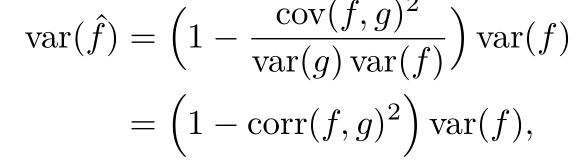 var(f̂) = (1 − cov(f, g)² / var(g) var(f)) var(f)
= (1 − corr(f, g)²) var(f),